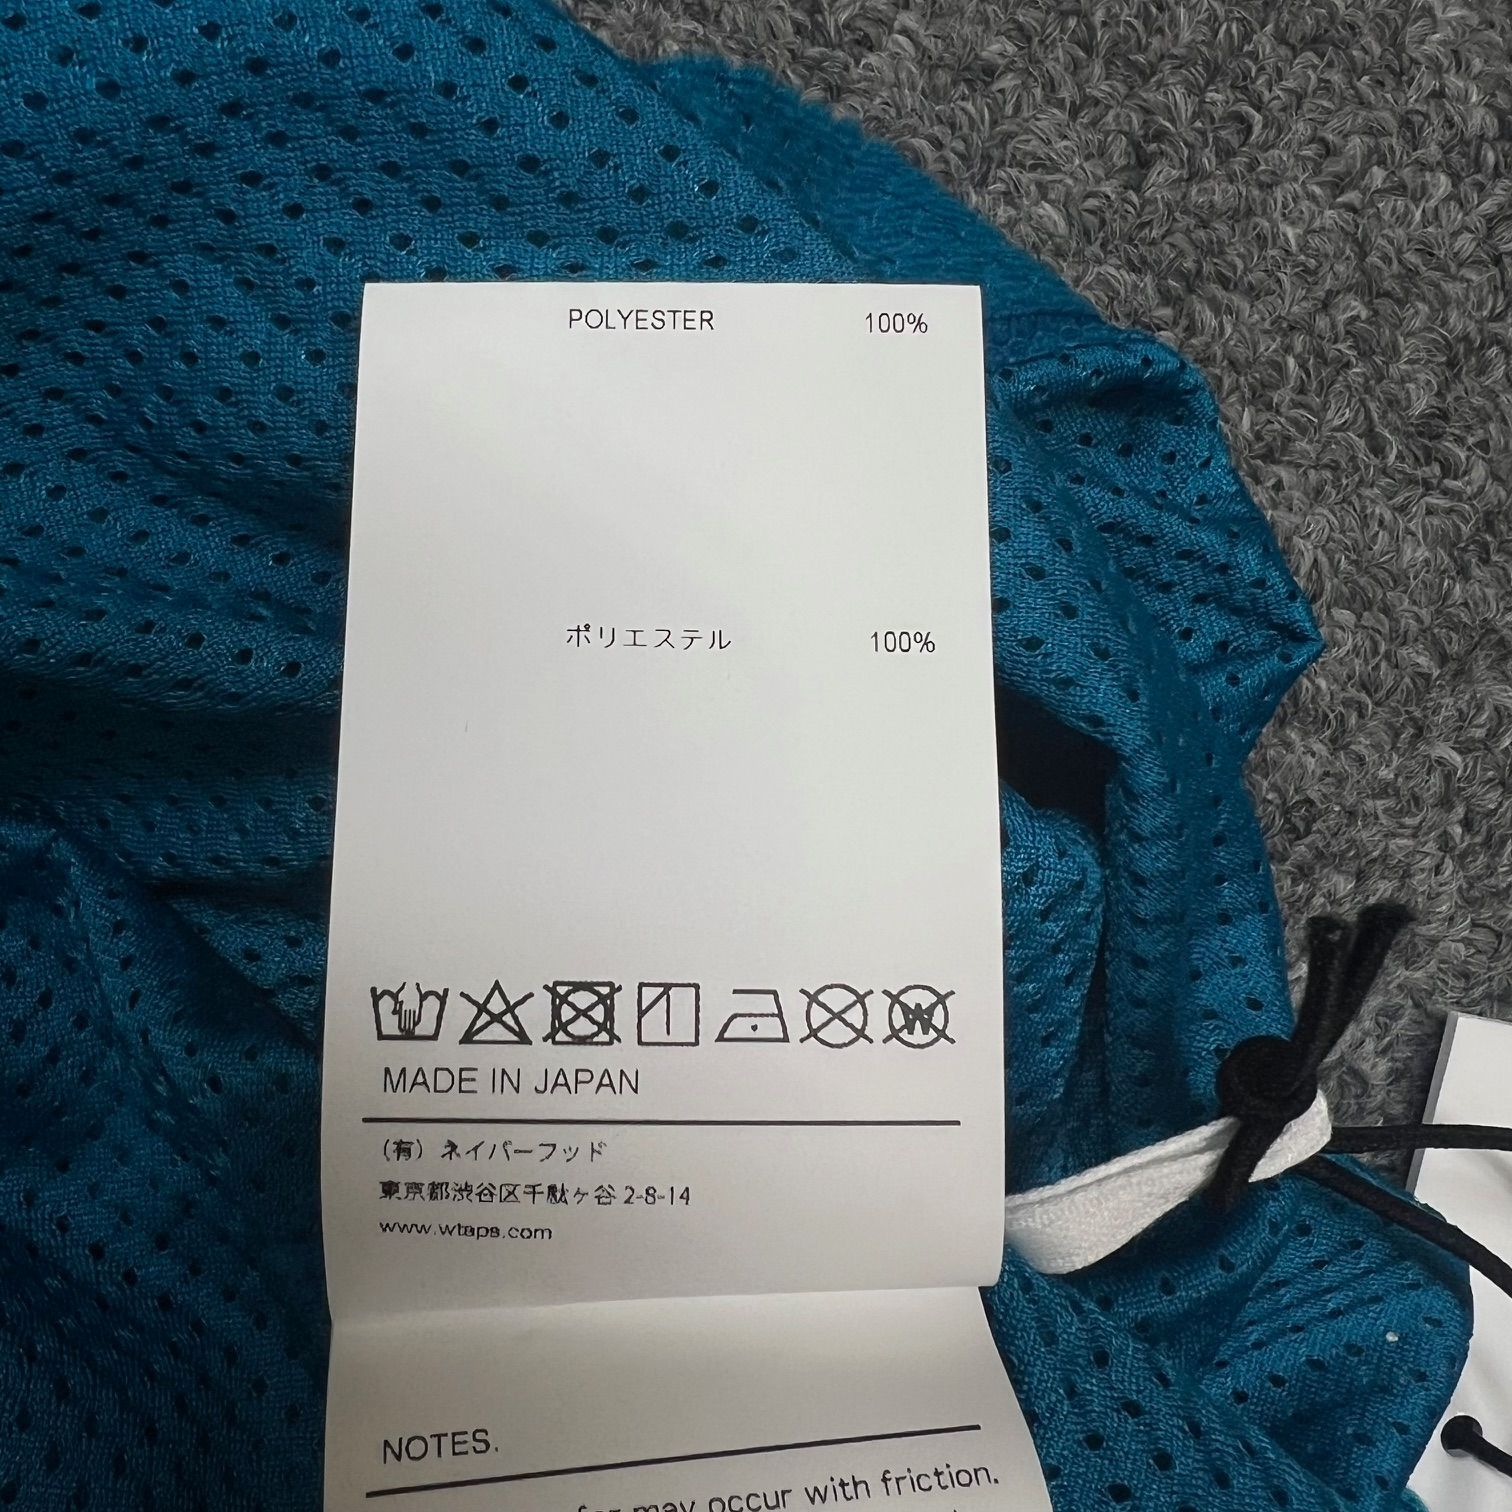 POLYESTER 100%
ポリエステル 100%
W
MADE IN JAPAN
(有) ネイバーフッド
東京都渋谷区千駄ヶ谷 2-8-14
www.wtaps.com
NOTES.
may occur with friction.